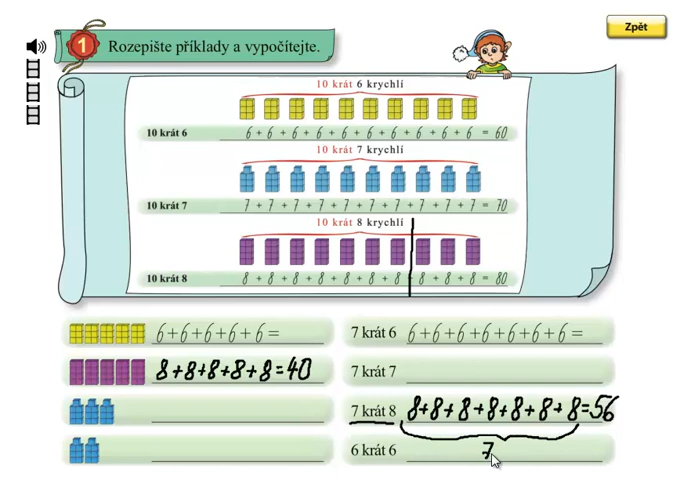 Zpět
1 Rozepište příklady a vypočítejte.
10 krát 6 krychlí
10 krát 6 6 + 6 + 6 + 6 + 6 + 6 + 6 + 6 + 6 + 6 = 60
10 krát 7 krychlí
10 krát 7 7 + 7 + 7 + 7 + 7 + 7 + 7 + 7 + 7 + 7 = 70
10 krát 8 krychlí
10 krát 8 8 + 8 + 8 + 8 + 8 + 8 + 8 + 8 + 8 + 8 = 80
6+6+6+6+6=
8+8+8+8+8=40
7 krát 6 6+6+6+6+6+6+6=
7 krát 7
7 krát 8 8+8+8+8+8+8+8=56
6 krát 6 7